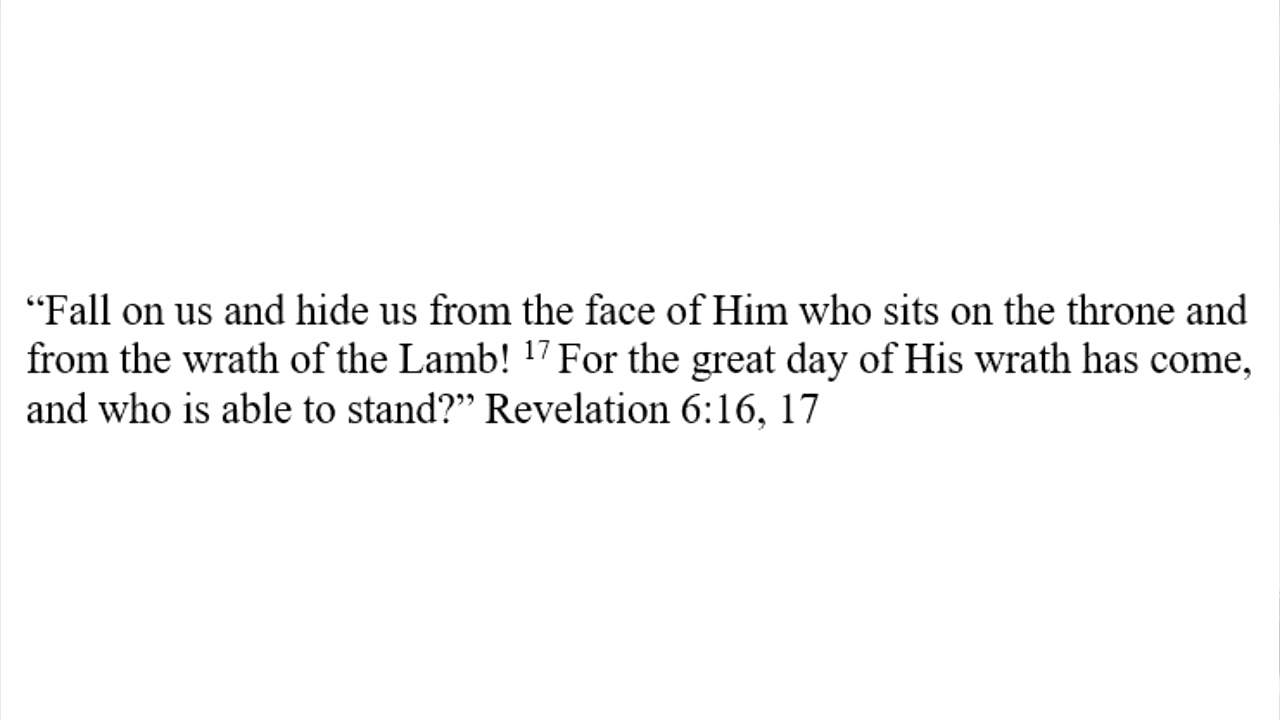 “Fall on us and hide us from the face of Him who sits on the throne and
from the wrath of the Lamb! 17 For the great day of His wrath has come,
and who is able to stand?” Revelation 6:16, 17